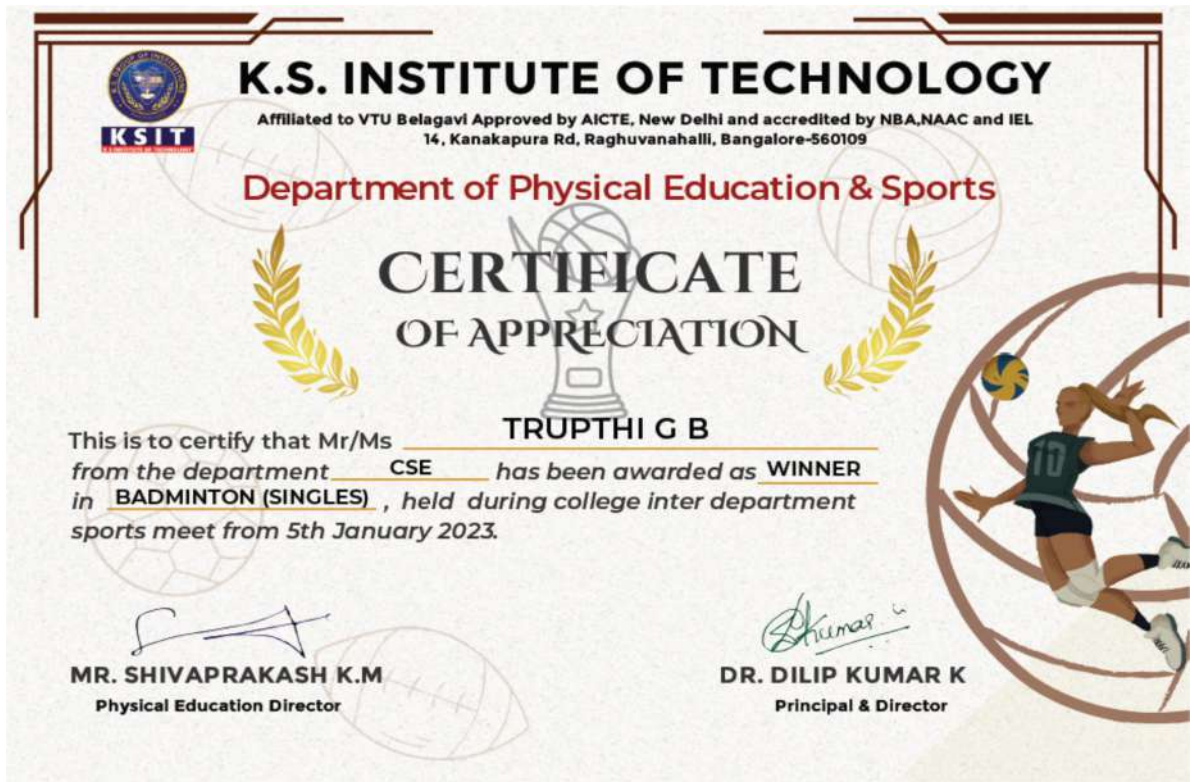 K.S. INSTITUTE OF TECHNOLOGY
Affiliated to VTU Belagavi Approved by AICTE, New Delhi and accredited by NBA,NAAC and IEL
14, Kanakapura Rd, Raghuvanahalli, Bangalore-560109
KSIT
Department of Physical Education & Sports
CERTIFICATE
OF APPRECIATION
This is to certify that Mr/Ms TRUPTHI G B
from the department CSE has been awarded as WINNER
in BADMINTON (SINGLES) , held during college inter department
sports meet from 5th January 2023.
10
Kumar
MR. SHIVAPRAKASH K.M
Physical Education Director
DR. DILIP KUMAR K
Principal & Director